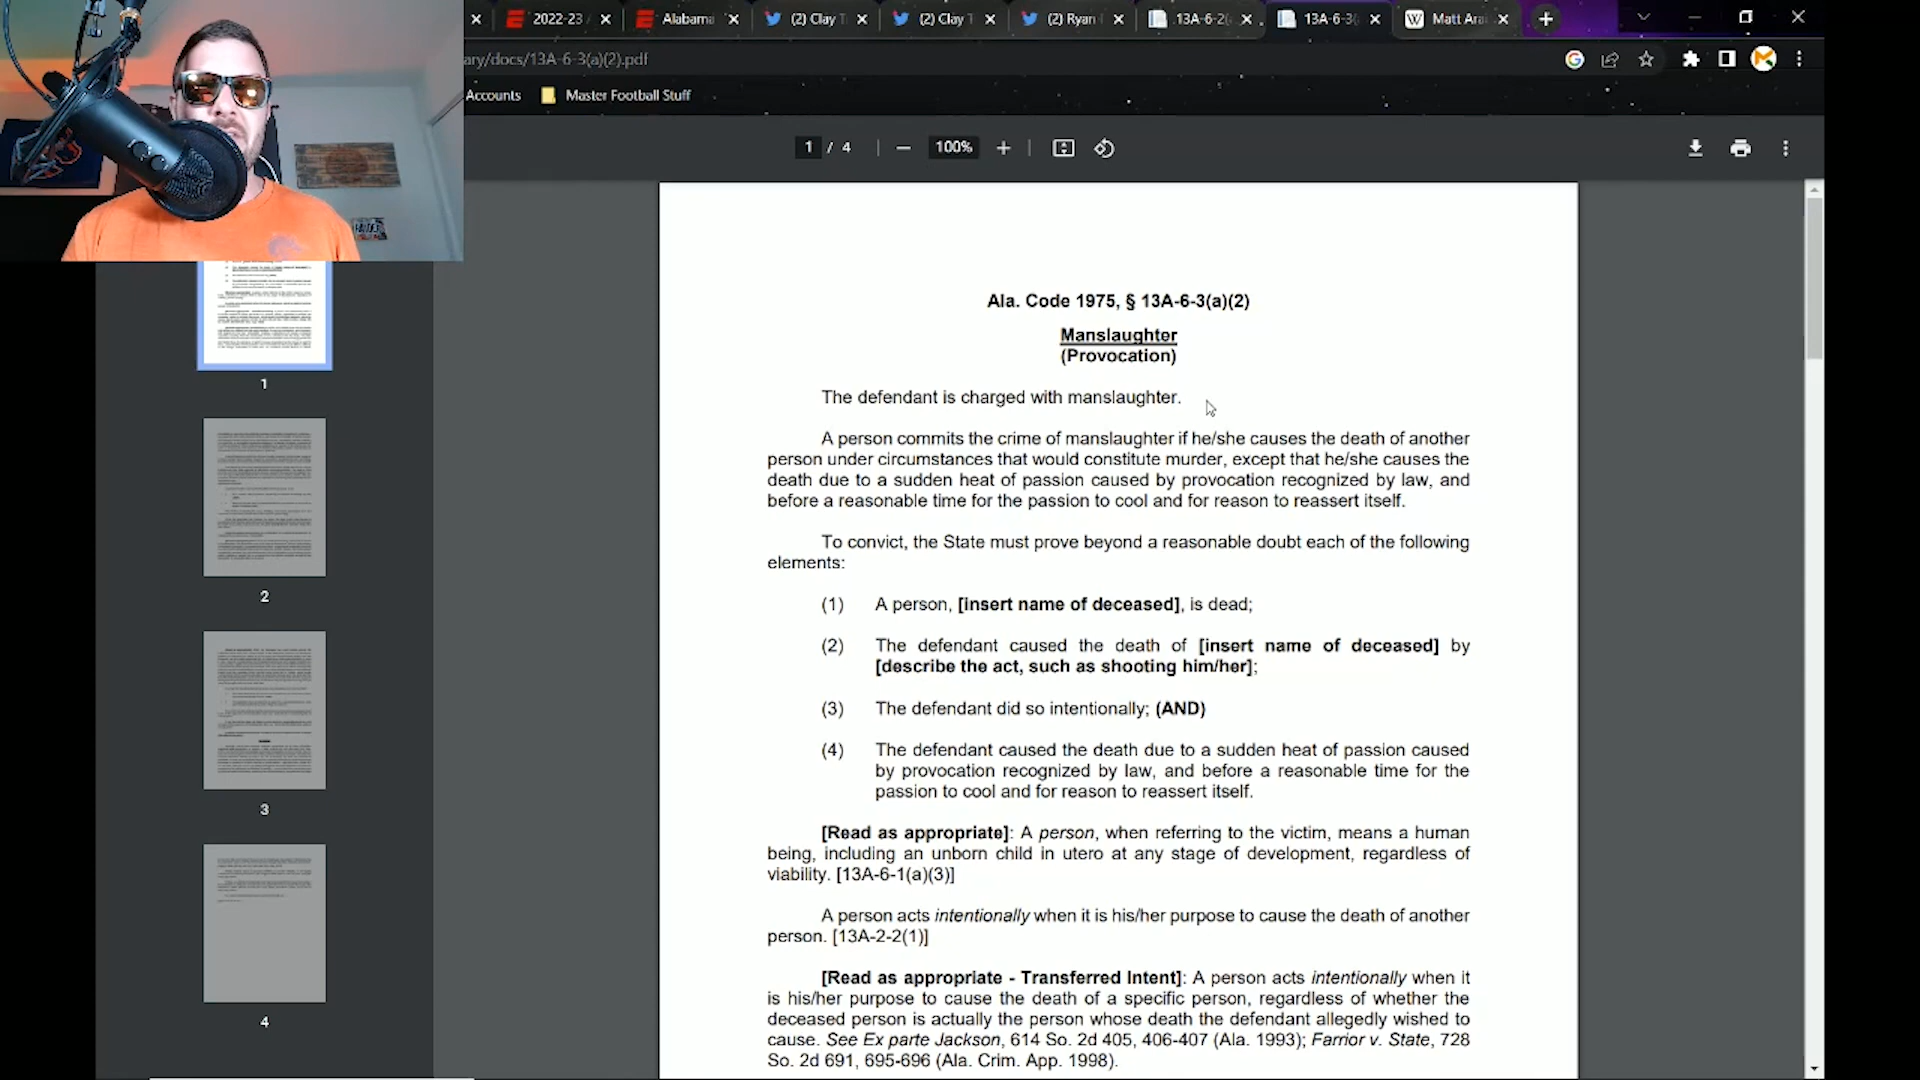 2022-23
Alabama
(2) Clay T
(2) Clay T
(2) Ryan
13A-6-2(
13A-6-3(
W Matt Arai
ary/docs/13A-6-3(a)(2).pdf
Accounts
Master Football Stuff
1 / 4
100%
1
2
3
4
Ala. Code 1975, § 13A-6-3(a)(2)
Manslaughter
(Provocation)
The defendant is charged with manslaughter.
A person commits the crime of manslaughter if he/she causes the death of another
person under circumstances that would constitute murder, except that he/she causes the
death due to a sudden heat of passion caused by provocation recognized by law, and
before a reasonable time for the passion to cool and for reason to reassert itself.
To convict, the State must prove beyond a reasonable doubt each of the following
elements:
(1) A person, [insert name of deceased], is dead;
(2) The defendant caused the death of [insert name of deceased] by
[describe the act, such as shooting him/her];
(3) The defendant did so intentionally; (AND)
(4) The defendant caused the death due to a sudden heat of passion caused
by provocation recognized by law, and before a reasonable time for the
passion to cool and for reason to reassert itself.
[Read as appropriate]: A person, when referring to the victim, means a human
being, including an unborn child in utero at any stage of development, regardless of
viability. [13A-6-1(a)(3)]
A person acts intentionally when it is his/her purpose to cause the death of another
person. [13A-2-2(1)]
[Read as appropriate - Transferred Intent]: A person acts intentionally when it
is his/her purpose to cause the death of a specific person, regardless of whether the
deceased person is actually the person whose death the defendant allegedly wished to
cause. See Ex parte Jackson, 614 So. 2d 405, 406-407 (Ala. 1993); Farrior v. State, 728
So. 2d 691, 695-696 (Ala. Crim. App. 1998).